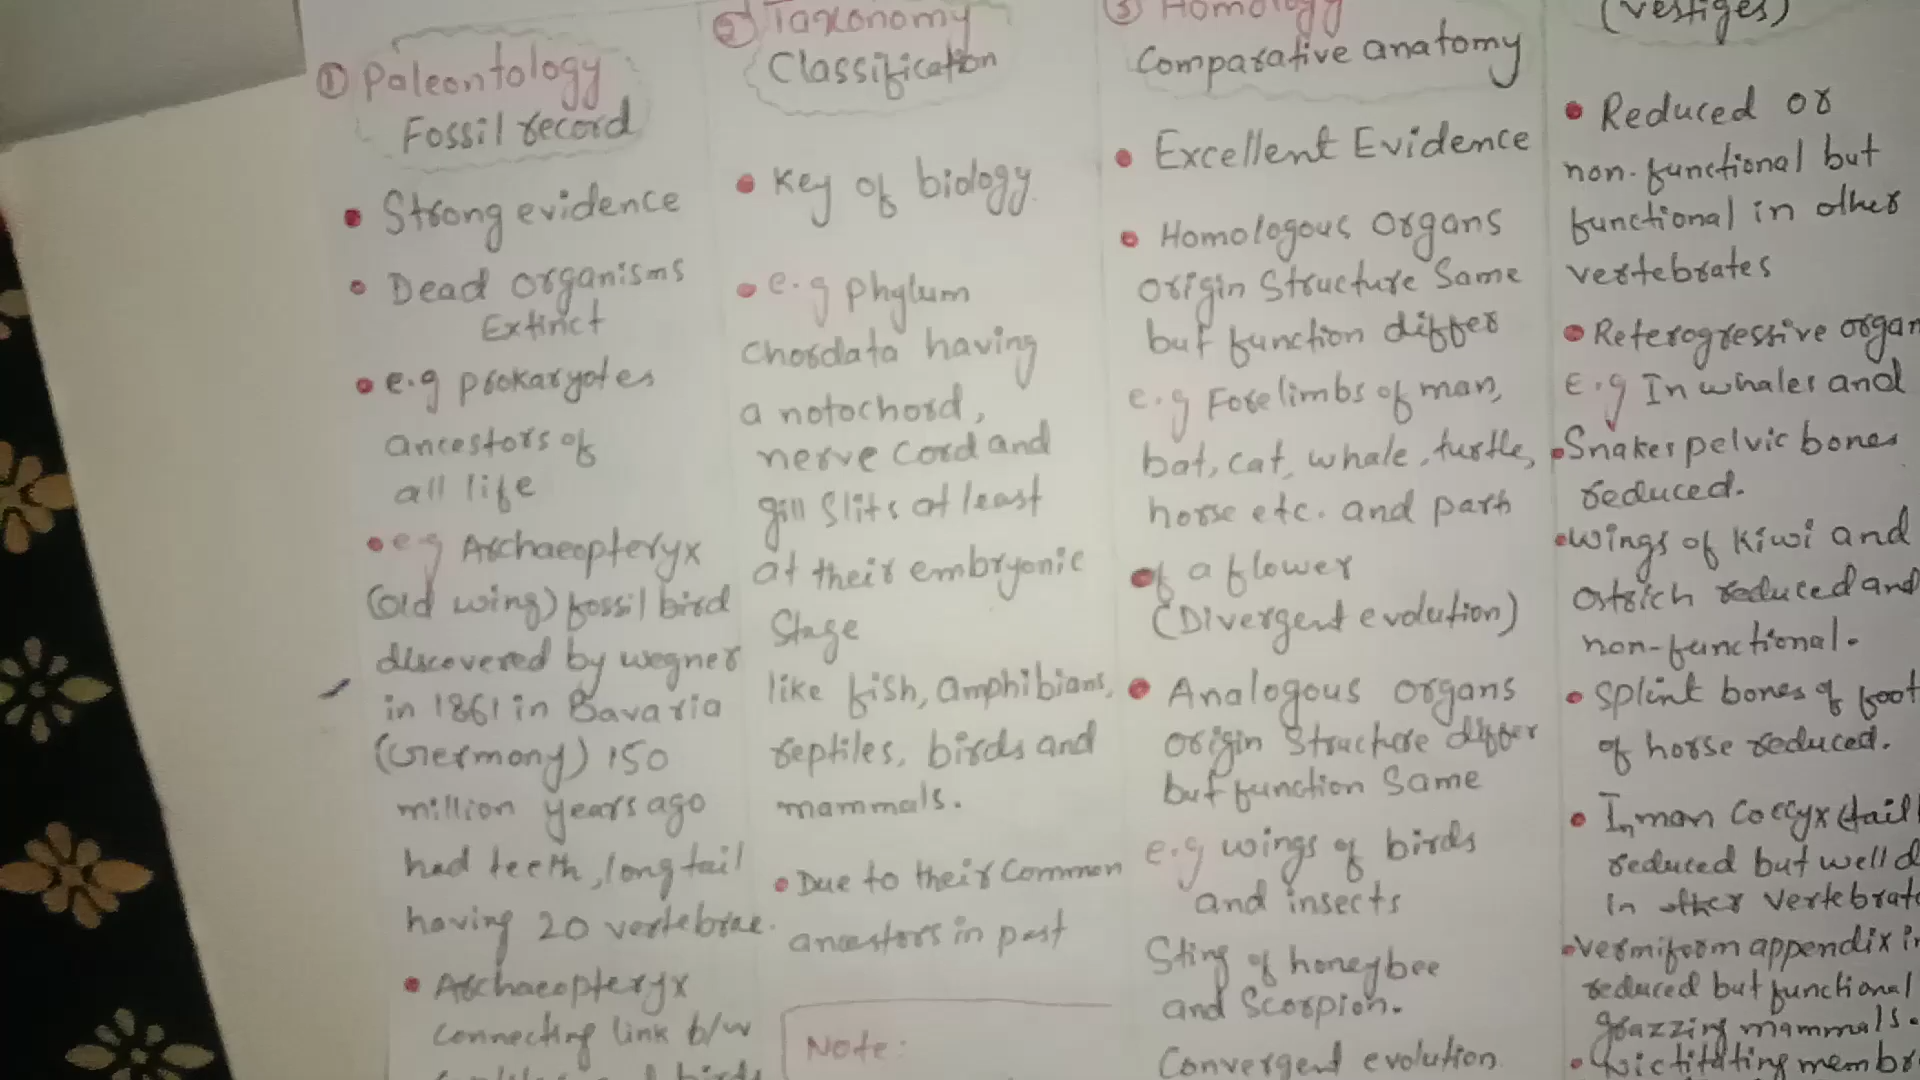 ① Paleontology
Fossil record
• Strong evidence
• Dead organisms
Extinct
• e.g prokaryotes
ancestors of
all life
• e.g Archaeopteryx
(old wing) fossil bird
discovered by wegner
in 1861 in Bavaria
(Germony) 150
million years ago
had teeth, long tail
having 20 vertebrae.
• Archaeopteryx
connecting link b/w
② Taxonomy
Classification
• Key of biology.
• e.g phylum
chordata having
a notochord,
nerve cord and
gill slits at least
at their embryonic
Stage
like fish, amphibians,
reptiles, birds and
mammals.
• Due to their common
ancestors in past
Note:
③ Homology
Comparative anatomy
• Excellent Evidence
• Homologous organs
origin Structure Same
but function differ
e.g Forelimbs of man,
bat, cat, whale, turtle,
horse etc. and parts
of a flower
(Divergent evolution)
• Analogous organs
origin structure differ
but function Same
e.g wings of birds
and insects
Sting of honeybee
and Scorpion.
Convergent evolution
(vestiges)
• Reduced or
non-functional but
functional in other
vertebrates
• Reterogressive organ
E.g In whales and
• Snakes pelvic bones
reduced.
• wings of Kiwi and
ostrich reduced and
non-functional.
• Splint bones of foot
of horse reduced.
• In man Coccyx (tail
reduced but well d
in other vertebrat
• vermiform appendix in
reduced but functional
grazzing mammals.
• Nictitating membr